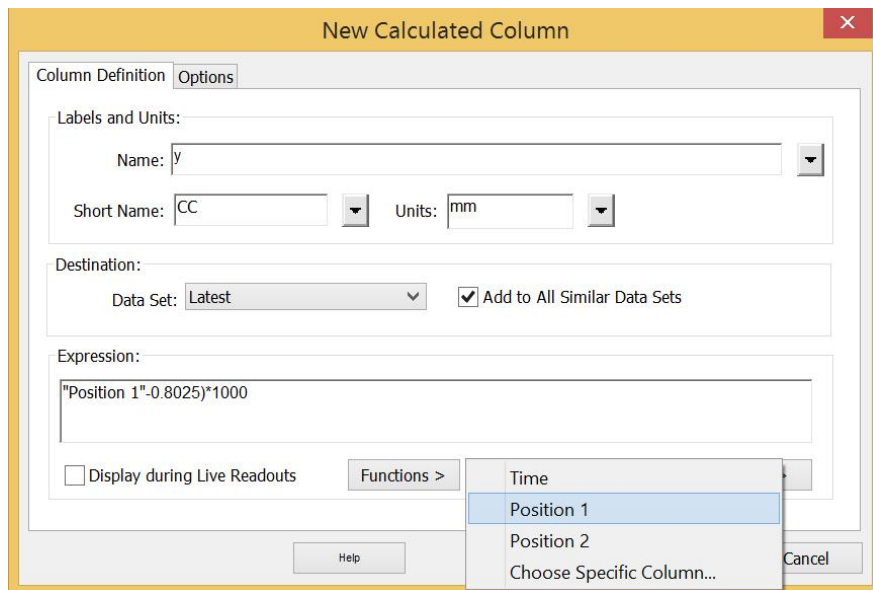 New Calculated Column
Column Definition Options
Labels and Units:
Name: y
Short Name: CC Units: mm
Destination:
Data Set: Latest Add to All Similar Data Sets
Expression:
"Position 1"-0.8025)*1000
Display during Live Readouts Functions >
Time
Position 1
Position 2
Choose Specific Column...
Help Cancel